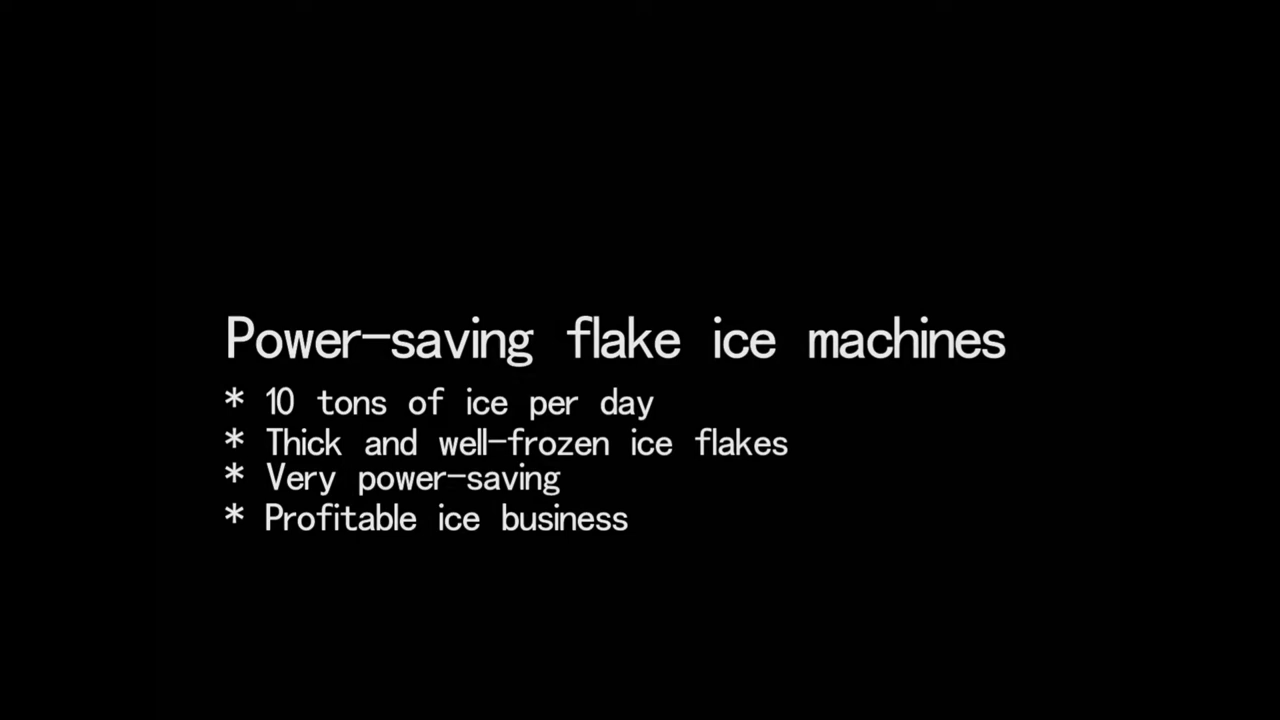 Power-saving flake ice machines
* 10 tons of ice per day
* Thick and well-frozen ice flakes
* Very power-saving
* Profitable ice business